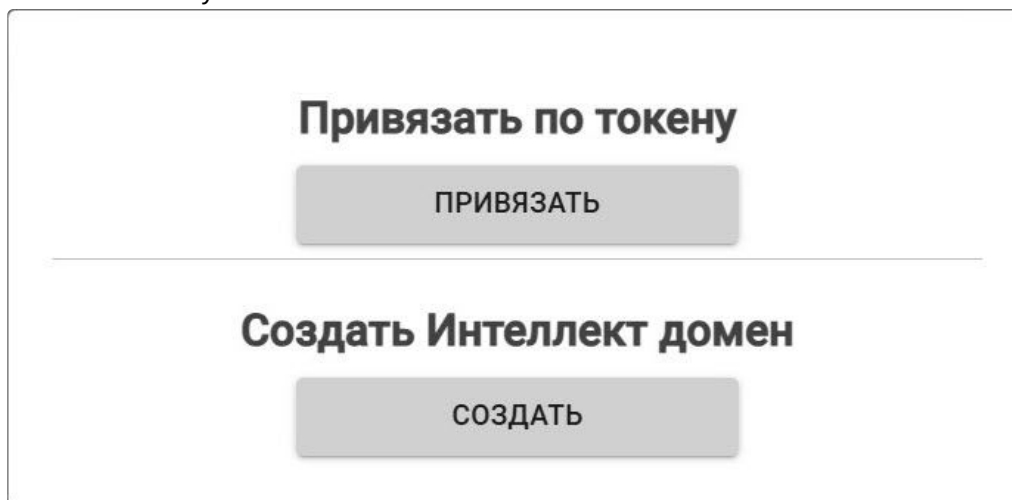 Привязать по токену
ПРИВЯЗАТЬ
Создать Интеллект домен
СОЗДАТЬ